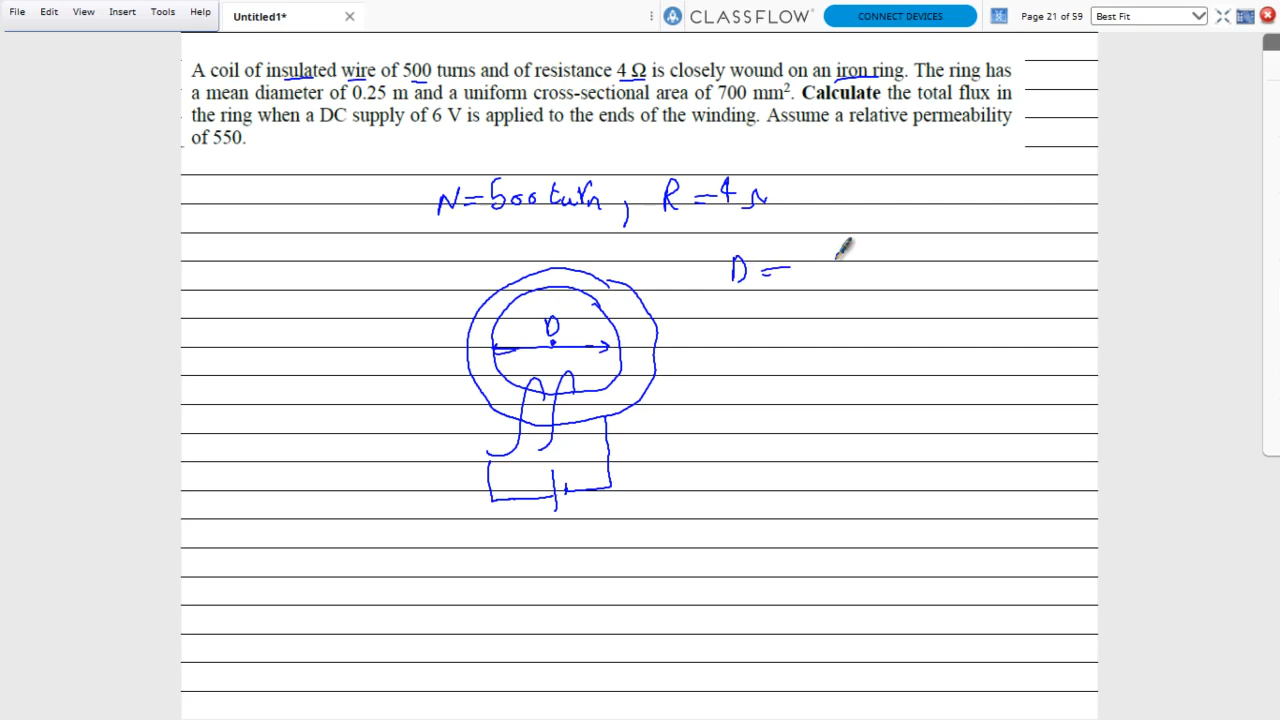 File Edit View Insert Tools Help
Untitled1*
CLASSFLOW
CONNECT DEVICES
Page 21 of 59
Best Fit
A coil of insulated wire of 500 turns and of resistance 4 Ω is closely wound on an iron ring. The ring has
a mean diameter of 0.25 m and a uniform cross-sectional area of 700 mm². Calculate the total flux in
the ring when a DC supply of 6 V is applied to the ends of the winding. Assume a relative permeability
of 550.
N = 500 turn, R = 4 Ω
D =
D